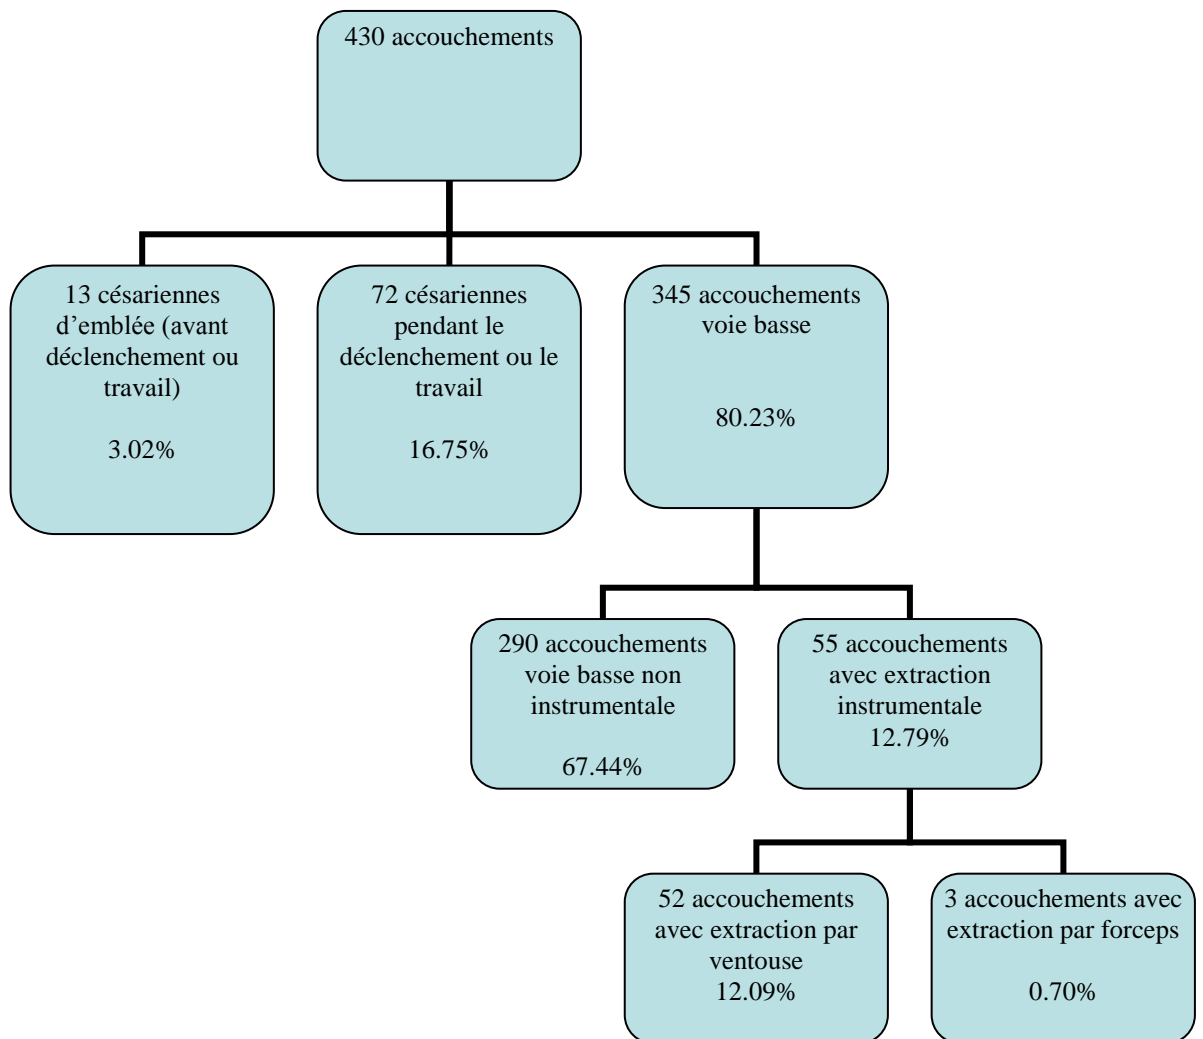 430 accouchements
13 césariennes
d’emblée (avant
déclenchement ou
travail)
3.02%
72 césariennes
pendant le
déclenchement ou le
travail
16.75%
345 accouchements
voie basse
80.23%
290 accouchements
voie basse non
instrumentale
67.44%
55 accouchements
avec extraction
instrumentale
12.79%
52 accouchements
avec extraction par
ventouse
12.09%
3 accouchements avec
extraction par forceps
0.70%